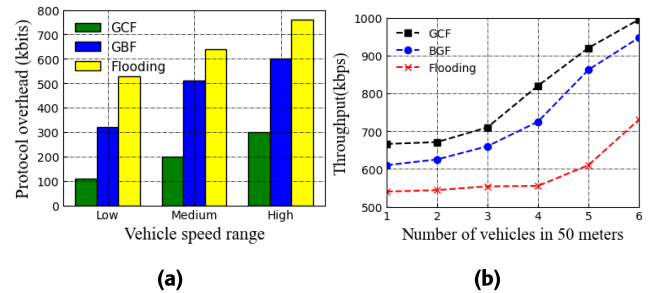 Protocol overhead (kbits)
800
700
600
500
400
300
200
100
0
GCF
GBF
Flooding
Low Medium High
Vehicle speed range
(a)
Throughput(kbps)
1000
900
800
700
600
500
GCF
BGF
Flooding
1 2 3 4 5 6
Number of vehicles in 50 meters
(b)